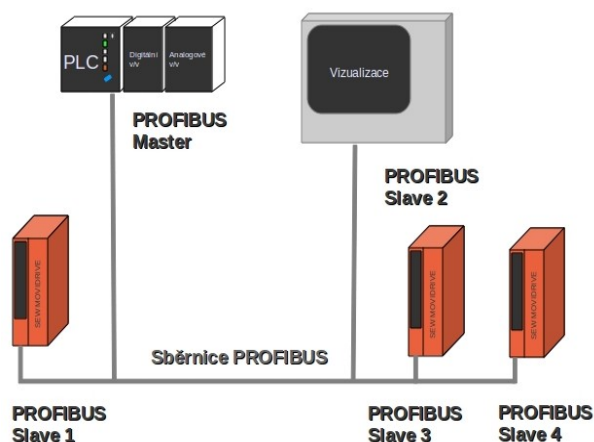 PLC
Digitální
v/v
Analogové
v/v
Vizualizace
PROFIBUS
Master
PROFIBUS
Slave 2
SEW MOVIDRIVE
SEW MOVIDRIVE
SEW MOVIDRIVE
Sběrnice PROFIBUS
PROFIBUS
Slave 1
PROFIBUS
Slave 3
PROFIBUS
Slave 4